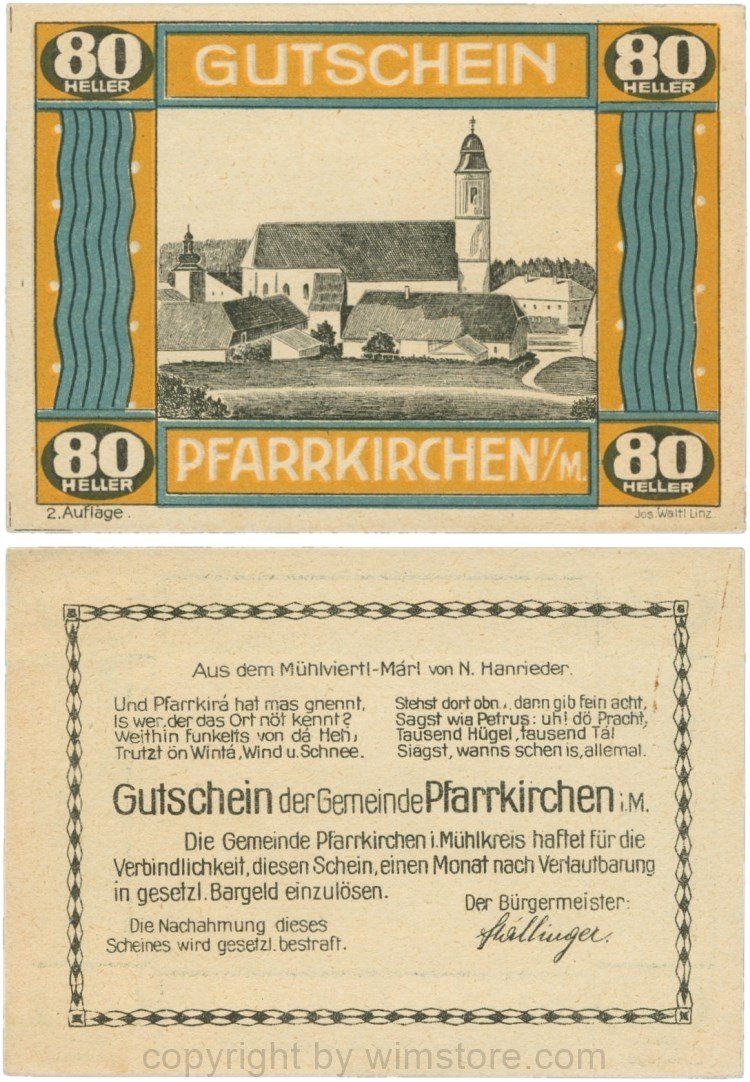 80 HELLER
GUTSCHEIN
80 HELLER
80 HELLER
PFARRKIRCHEN I/M.
80 HELLER
2. Auflage.
Jos. Waltl Linz
Aus dem Mühlviertl-Márl von N. Hanrieder.
Und Pfarrkirá hat mas gnennt,
Is wer, der das Ort nöt kennt?
Weithin funkelts von dá Heh,
Trutzt ön Wintá, Wind u. Schnee.
Stehst dort obn, dann gib fein acht,
Sagst wia Petrus: uh! dö Pracht,
Tausend Hügel, tausend Tál
Siagst, wanns schen is, allemal.
Gutschein der Gemeinde Pfarrkirchen i. M.
Die Gemeinde Pfarrkirchen i. Mühlkreis haftet für die
Verbindlichkeit, diesen Schein, einen Monat nach Verlautbarung
in gesetzl. Bargeld einzulösen.
Der Bürgermeister:
Die Nachahmung dieses
Scheines wird gesetzl. bestraft.
copyright by wimstore.com